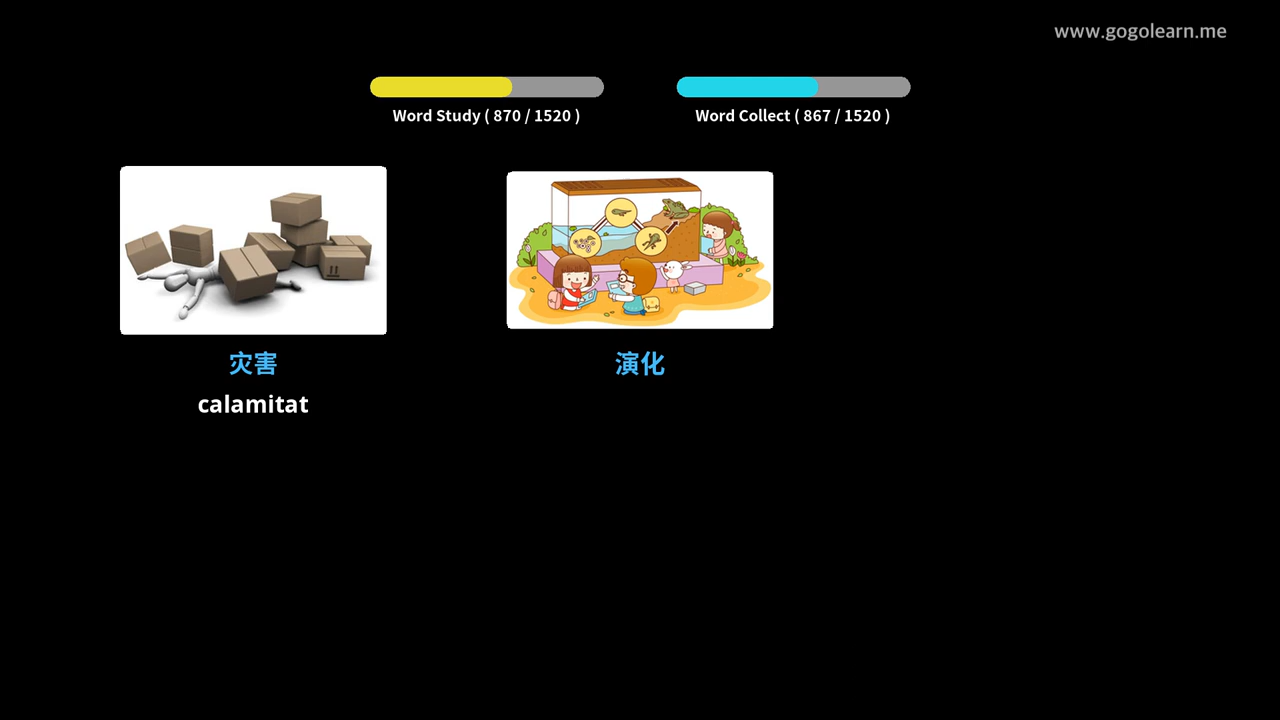 www.gogolearn.me
Word Study ( 870 / 1520 )
Word Collect ( 867 / 1520 )
灾害
演化
calamitat